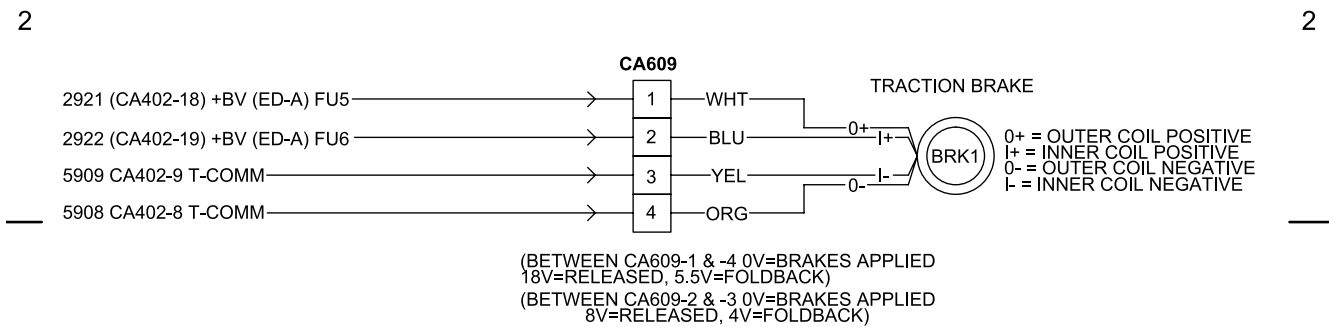 2
2
CA609
TRACTION BRAKE
2921 (CA402-18) +BV (ED-A) FU5
1
WHT
0+
2922 (CA402-19) +BV (ED-A) FU6
2
BLU
I+
BRK1
0+ = OUTER COIL POSITIVE
I+ = INNER COIL POSITIVE
0- = OUTER COIL NEGATIVE
I- = INNER COIL NEGATIVE
5909 CA402-9 T-COMM
3
YEL
I-
5908 CA402-8 T-COMM
4
ORG
0-
(BETWEEN CA609-1 & -4 0V=BRAKES APPLIED
18V=RELEASED, 5.5V=FOLDBACK)
(BETWEEN CA609-2 & -3 0V=BRAKES APPLIED
8V=RELEASED, 4V=FOLDBACK)